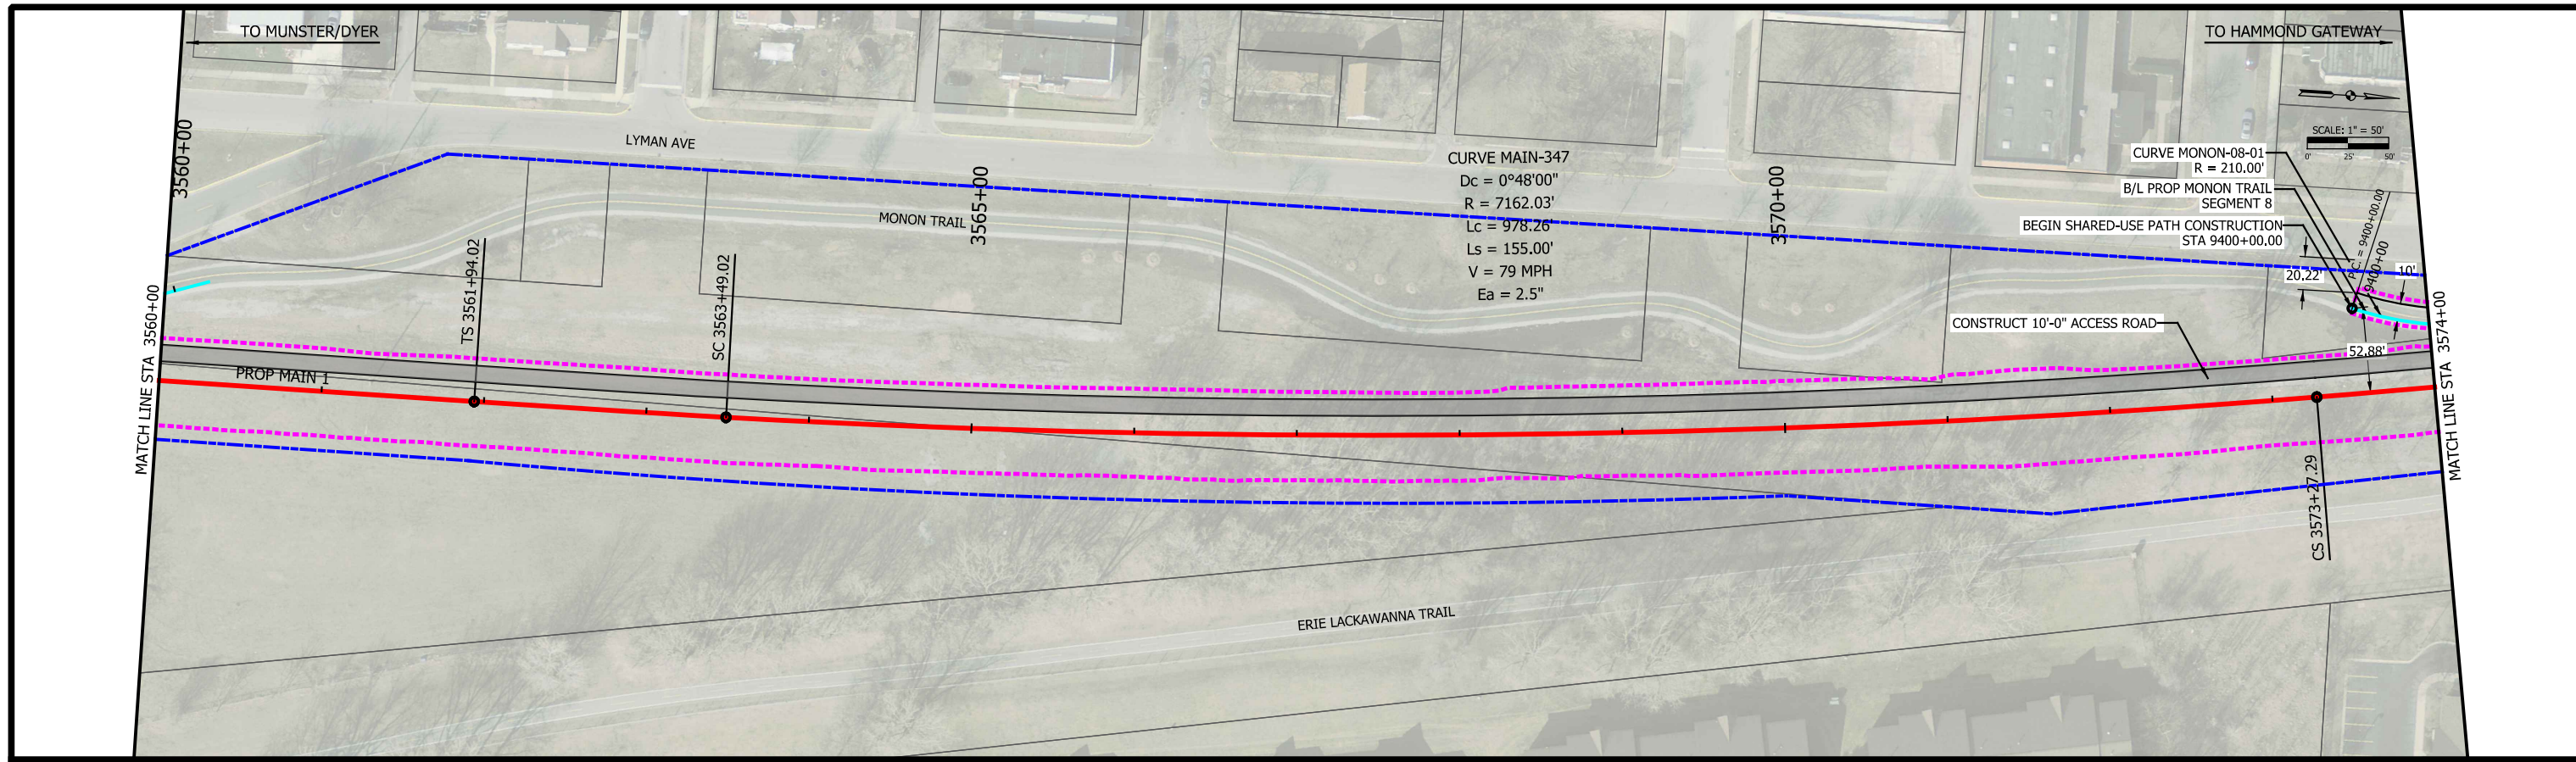 TO MUNSTER/DYER
TO HAMMOND GATEWAY
3560+00
LYMAN AVE
MONON TRAIL
3565+00
CURVE MAIN-347
Dc = 0°48'00"
R = 7162.03'
Lc = 978.26'
Ls = 155.00'
V = 79 MPH
Ea = 2.5"
3570+00
SCALE: 1" = 50'
0' 25' 50'
CURVE MONON-08-01
R = 210.00'
B/L PROP MONON TRAIL
SEGMENT 8
BEGIN SHARED-USE PATH CONSTRUCTION
STA 9400+00.00
P.C. = 9400+00.00
9400+00
20.22'
10'
52.88'
CONSTRUCT 10'-0" ACCESS ROAD
MATCH LINE STA 3560+00
TS 3561+94.02
SC 3563+49.02
PROP MAIN 1
CS 3573+27.29
MATCH LINE STA 3574+00
ERIE LACKAWANNA TRAIL